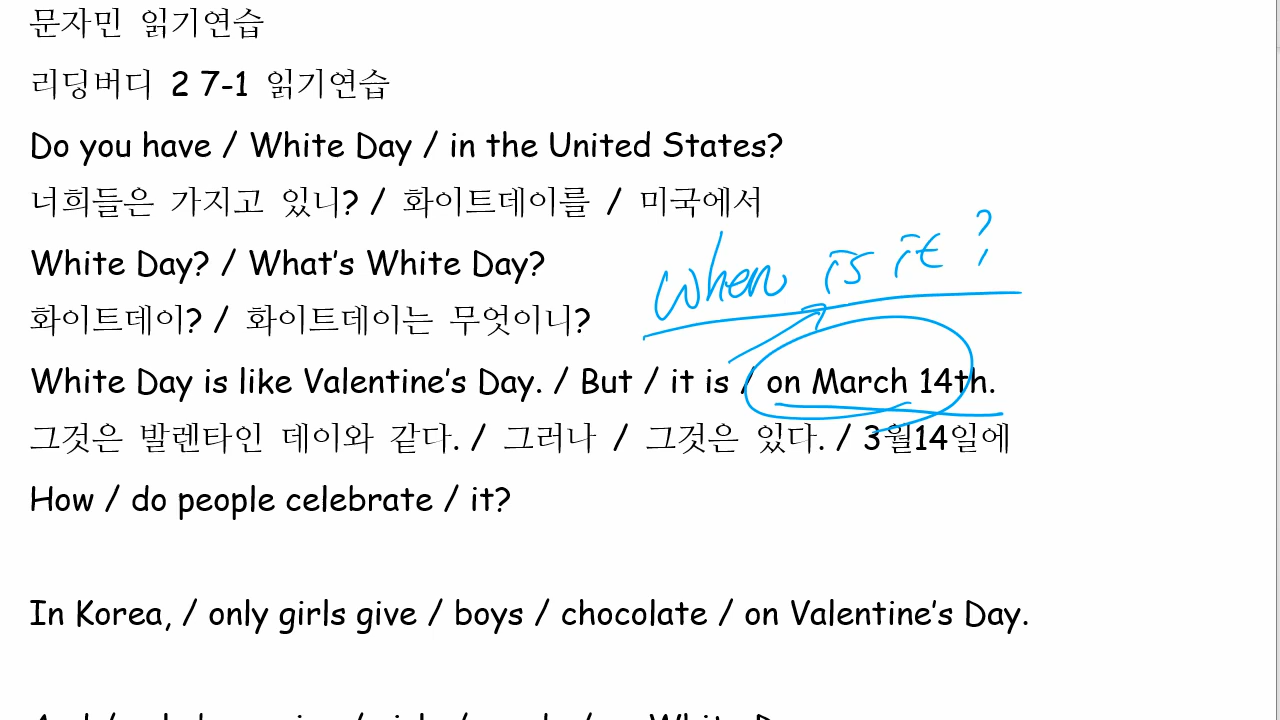 문자민 읽기연습
리딩버디 2 7-1 읽기연습
Do you have / White Day / in the United States?
너희들은 가지고 있니? / 화이트데이를 / 미국에서
White Day? / What's White Day?
when is it?
화이트데이? / 화이트데이는 무엇이니?
White Day is like Valentine's Day. / But / it is / on March 14th.
그것은 발렌타인 데이와 같다. / 그러나 / 그것은 있다. / 3월14일에
How / do people celebrate / it?
In Korea, / only girls give / boys / chocolate / on Valentine's Day.